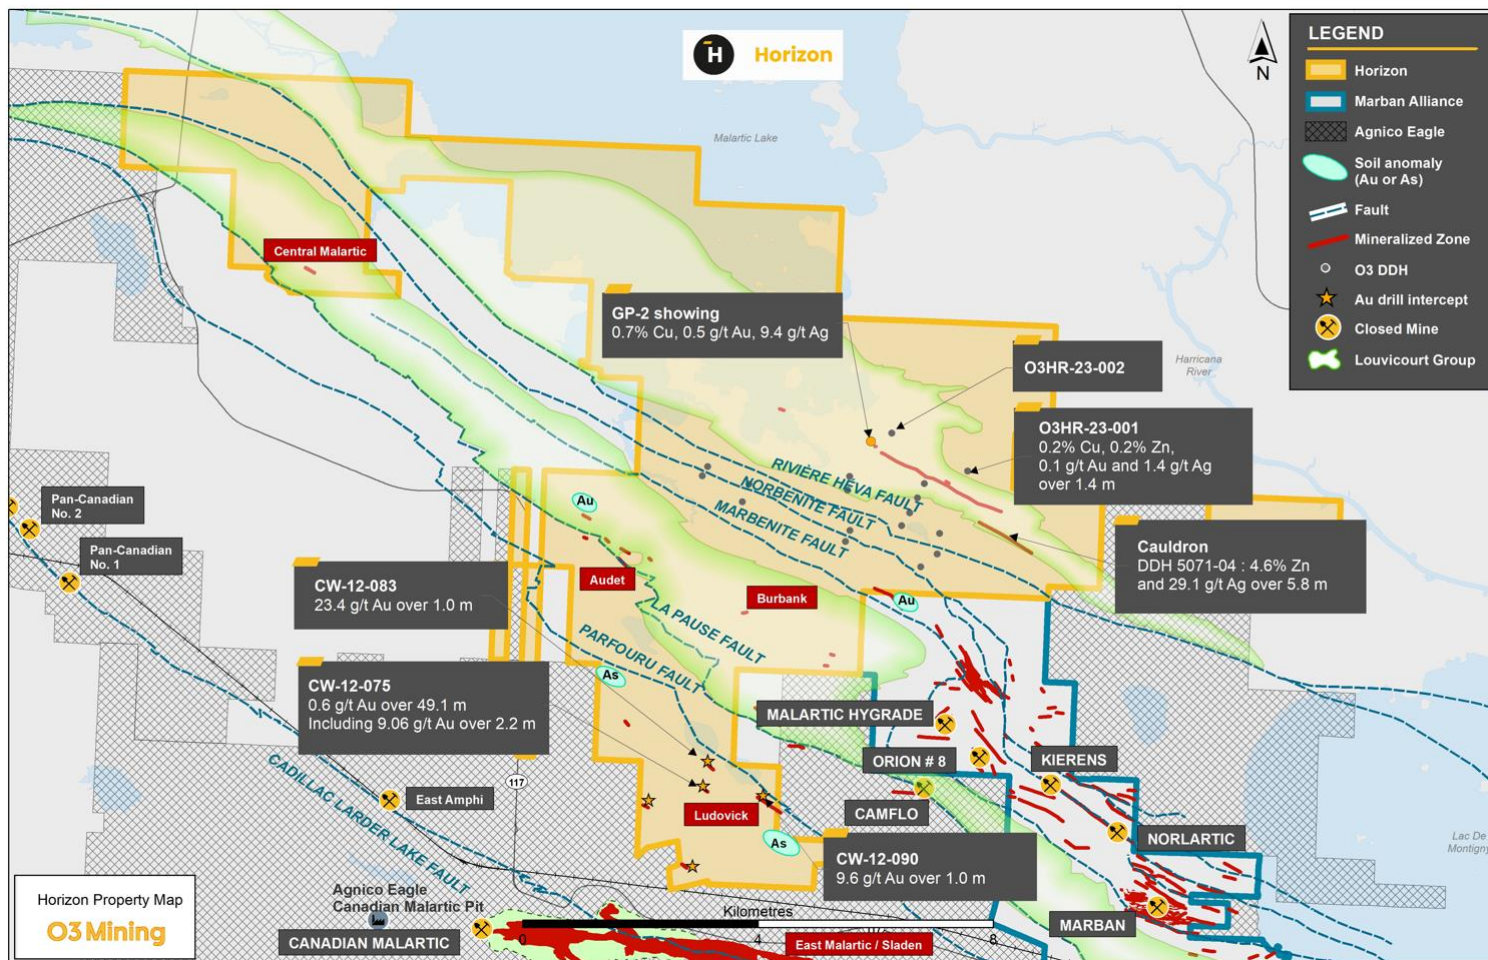 H Horizon
N
LEGEND
Horizon
Marban Alliance
Agnico Eagle
Soil anomaly
(Au or As)
Fault
Mineralized Zone
O3 DDH
Au drill intercept
Closed Mine
Louvicourt Group
Malartic Lake
Central Malartic
GP-2 showing
0.7% Cu, 0.5 g/t Au, 9.4 g/t Ag
Harricana
River
O3HR-23-002
O3HR-23-001
0.2% Cu, 0.2% Zn,
0.1 g/t Au and 1.4 g/t Ag
over 1.4 m
RIVIÈRE HÉVA FAULT
NORBENITE FAULT
MARBENITE FAULT
Au
Pan-Canadian
No. 2
Pan-Canadian
No. 1
Cauldron
DDH 5071-04 : 4.6% Zn
and 29.1 g/t Ag over 5.8 m
CW-12-083
23.4 g/t Au over 1.0 m
Audet
Burbank
Au
LA PAUSE FAULT
PARFOURU FAULT
As
CW-12-075
0.6 g/t Au over 49.1 m
Including 9.06 g/t Au over 2.2 m
MALARTIC HYGRADE
ORION # 8
KIERENS
CADILLAC LARDER LAKE FAULT
117
East Amphi
Ludovick
CAMFLO
NORLARTIC
Lac De
Montigny
As
CW-12-090
9.6 g/t Au over 1.0 m
Horizon Property Map
O3 Mining
Agnico Eagle
Canadian Malartic Pit
CANADIAN MALARTIC
Kilometres
0 4 8
East Malartic / Sladen
MARBAN